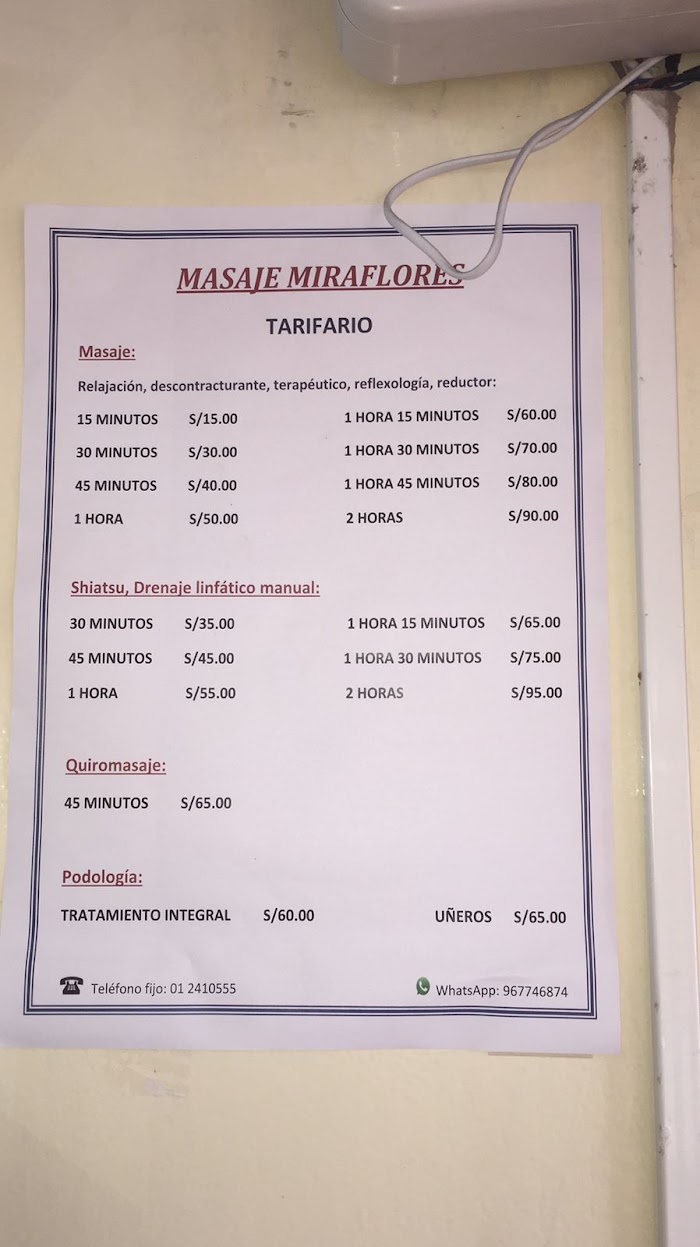 MASAJE MIRAFLORES
TARIFARIO
Masaje:
Relajación, descontracturante, terapéutico, reflexología, reductor:
15 MINUTOS S/15.00 1 HORA 15 MINUTOS S/60.00
30 MINUTOS S/30.00 1 HORA 30 MINUTOS S/70.00
45 MINUTOS S/40.00 1 HORA 45 MINUTOS S/80.00
1 HORA S/50.00 2 HORAS S/90.00
Shiatsu, Drenaje linfático manual:
30 MINUTOS S/35.00 1 HORA 15 MINUTOS S/65.00
45 MINUTOS S/45.00 1 HORA 30 MINUTOS S/75.00
1 HORA S/55.00 2 HORAS S/95.00
Quiromasaje:
45 MINUTOS S/65.00
Podología:
TRATAMIENTO INTEGRAL S/60.00 UÑEROS S/65.00
Teléfono fijo: 01 2410555 WhatsApp: 967746874